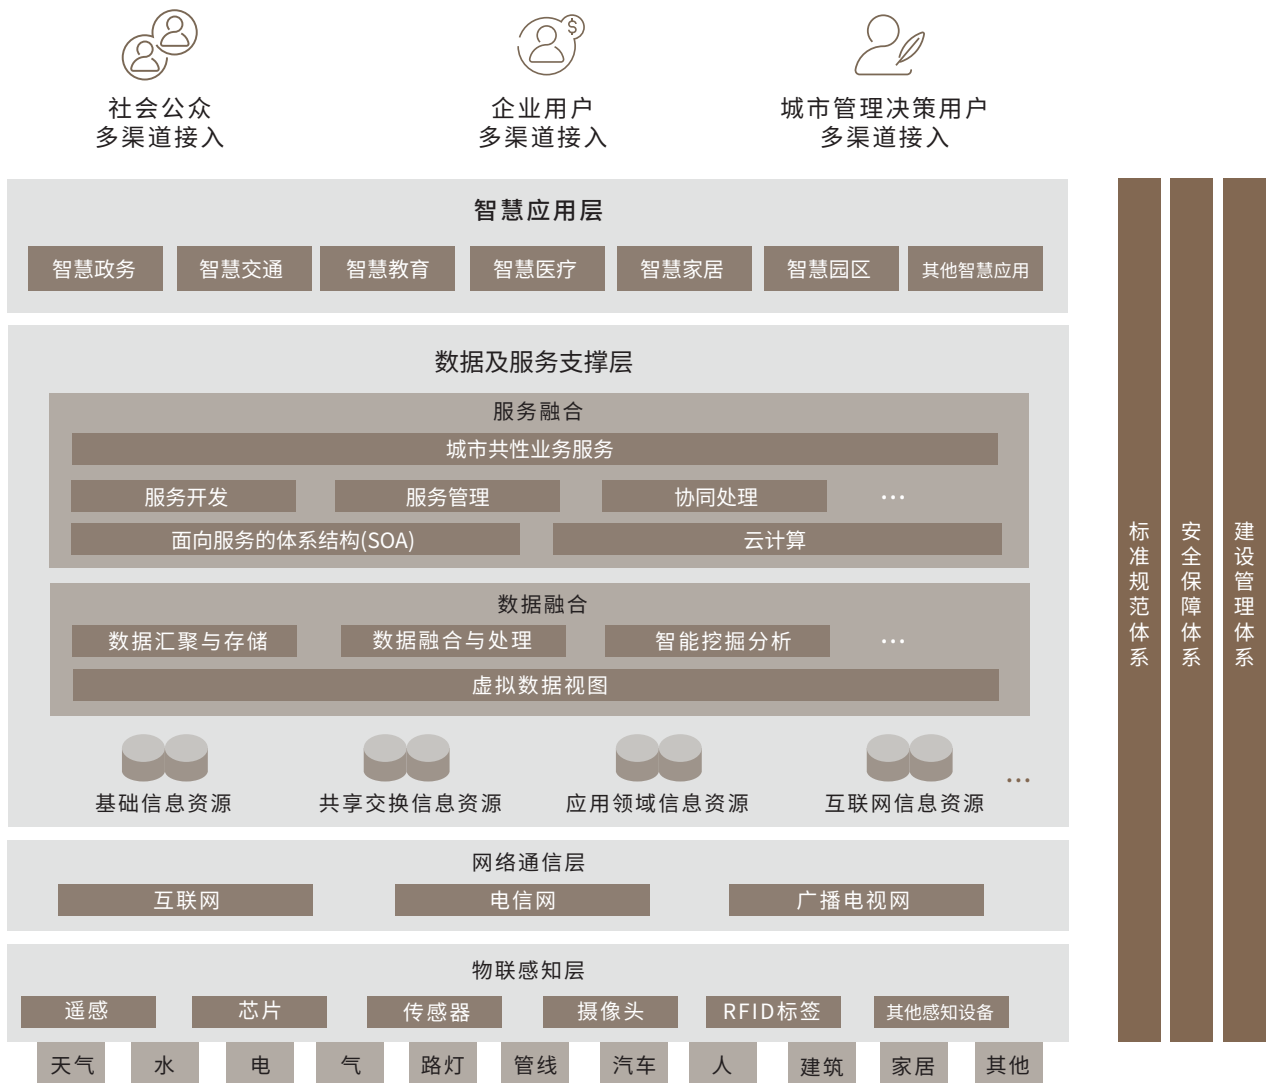 社会公众
多渠道接入
企业用户
多渠道接入
城市管理决策用户
多渠道接入
智慧应用层
智慧政务
智慧交通
智慧教育
智慧医疗
智慧家居
智慧园区
其他智慧应用
数据及服务支撑层
服务融合
城市共性业务服务
服务开发
服务管理
协同处理
...
面向服务的体系结构(SOA)
云计算
数据融合
数据汇聚与存储
数据融合与处理
智能挖掘分析
...
虚拟数据视图
基础信息资源
共享交换信息资源
应用领域信息资源
互联网信息资源
...
网络通信层
互联网
电信网
广播电视网
物联感知层
遥感
芯片
传感器
摄像头
RFID标签
其他感知设备
天气
水
电
气
路灯
管线
汽车
人
建筑
家居
其他
标准规范体系
安全保障体系
建设管理体系
$